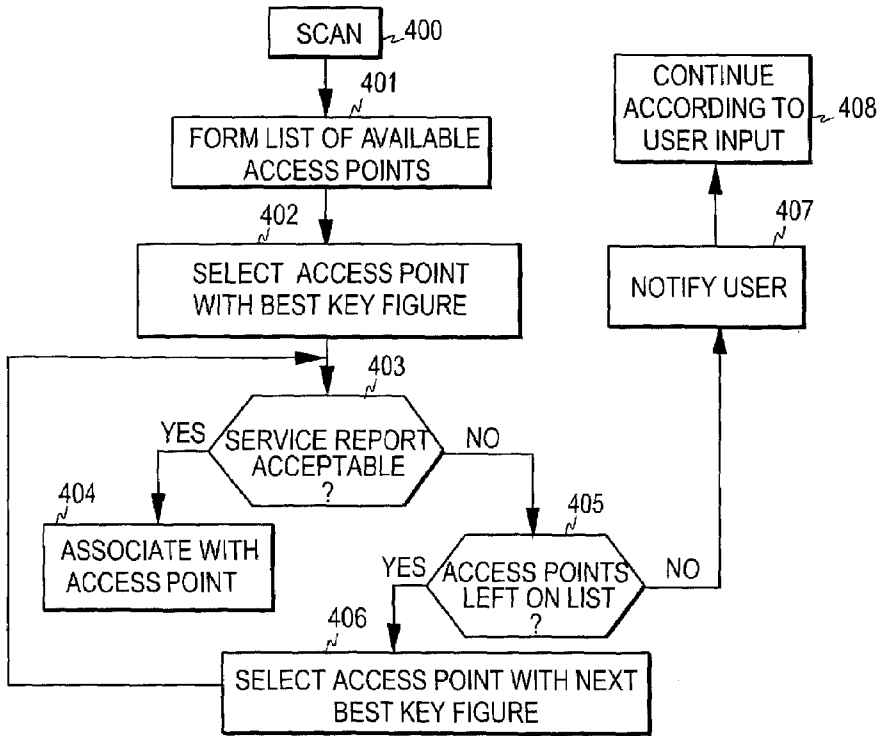 SCAN
400
401
FORM LIST OF AVAILABLE
ACCESS POINTS
402
SELECT ACCESS POINT
WITH BEST KEY FIGURE
403
YES
SERVICE REPORT
ACCEPTABLE
?
NO
404
ASSOCIATE WITH
ACCESS POINT
405
YES
ACCESS POINTS
LEFT ON LIST
?
NO
406
SELECT ACCESS POINT WITH NEXT
BEST KEY FIGURE
407
NOTIFY USER
CONTINUE
ACCORDING TO
USER INPUT
408